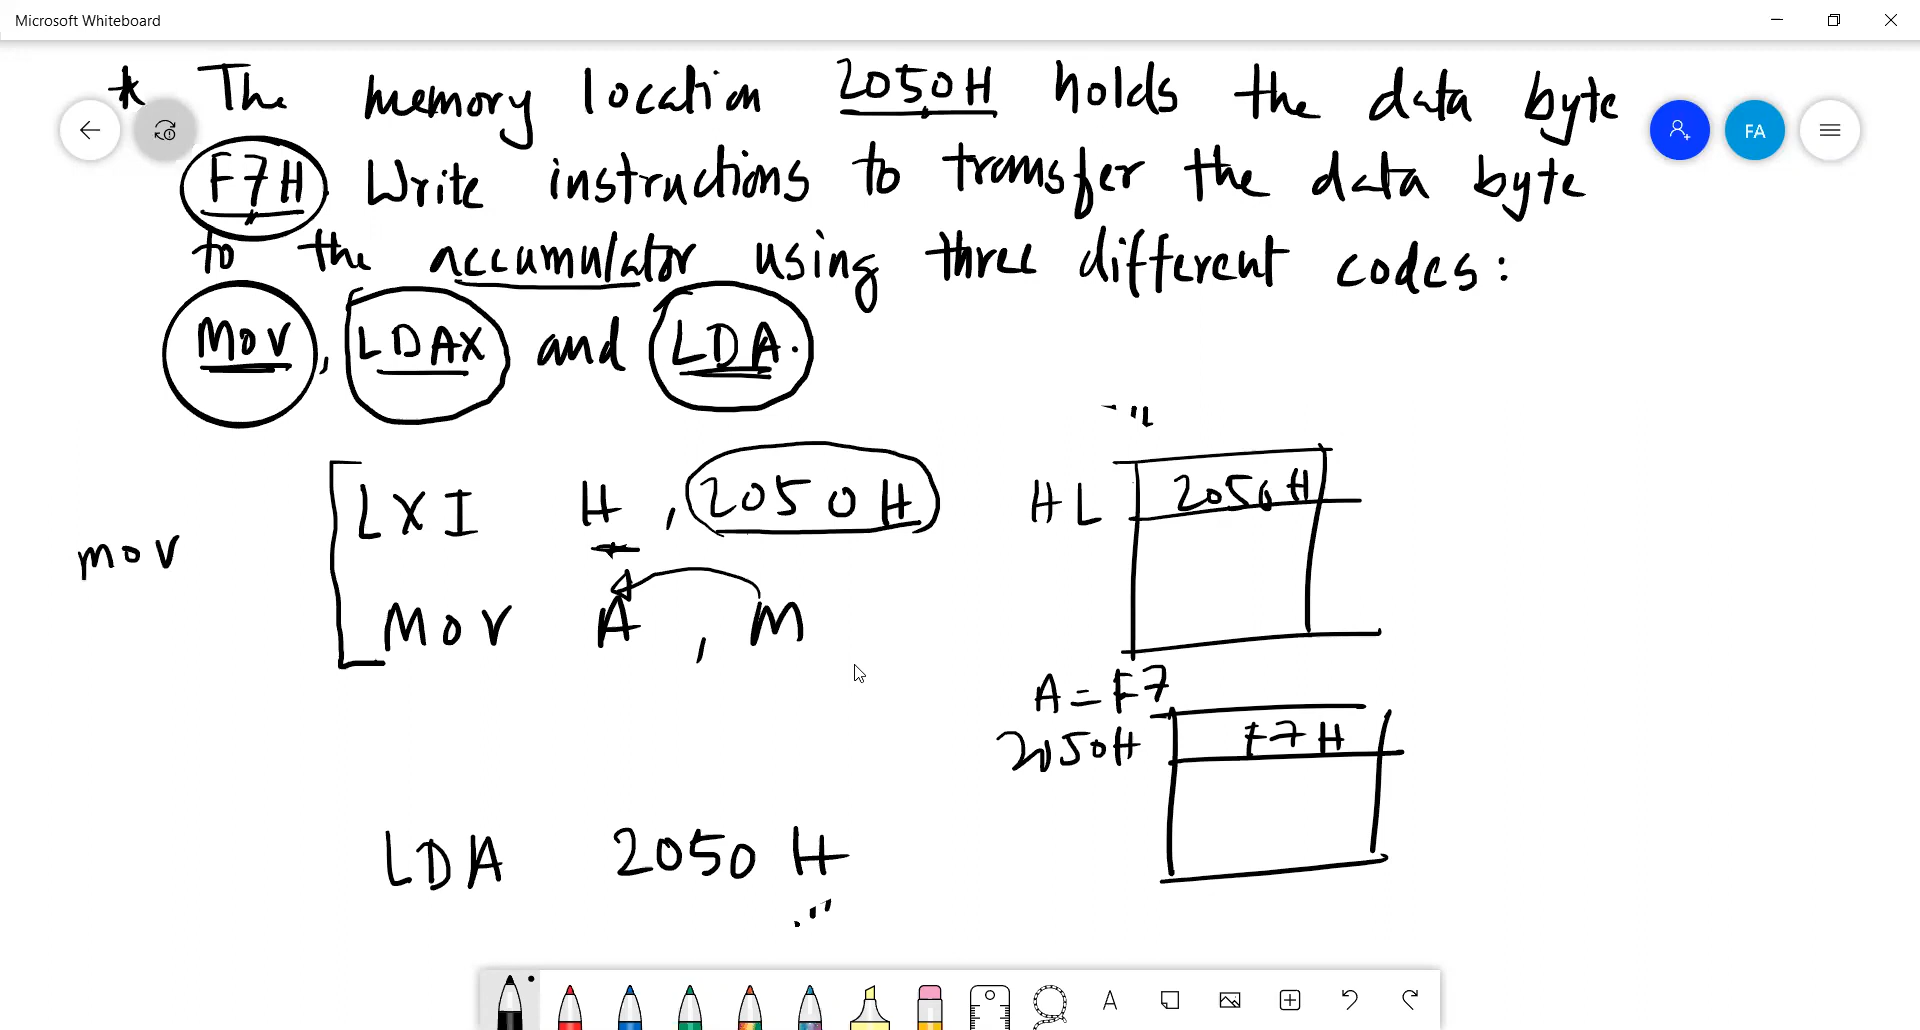 Microsoft Whiteboard
* The memory location 2050H holds the data byte
F7H. Write instructions to transfer the data byte
to the accumulator using three different codes:
MOV, LDAX and LDA.
FA
mov
LXI H, 2050H
MOV A, M
HL 2050H
A = F7
2050H F7H
LDA 2050H